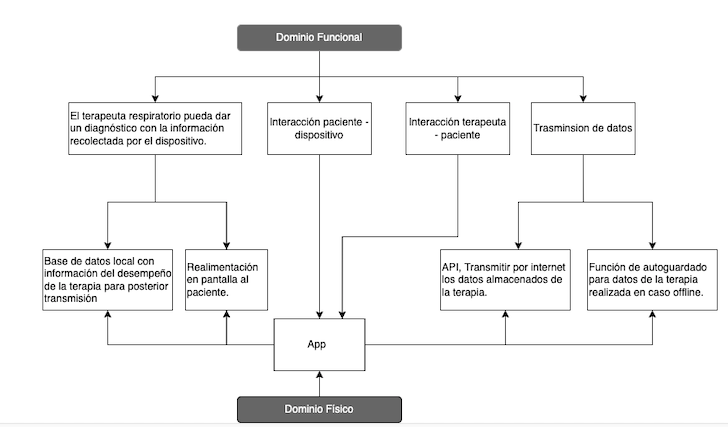 Dominio Funcional
El terapeuta respiratorio pueda dar
un diagnóstico con la información
recolectada por el dispositivo.
Interacción paciente -
dispositivo
Interacción terapeuta
- paciente
Trasminsion de datos
Base de datos local con
información del desempeño
de la terapia para posterior
transmisión
Realimentación
en pantalla al
paciente.
API, Transmitir por internet
los datos almacenados de
la terapia.
Función de autoguardado
para datos de la terapia
realizada en caso offline.
App
Dominio Físico